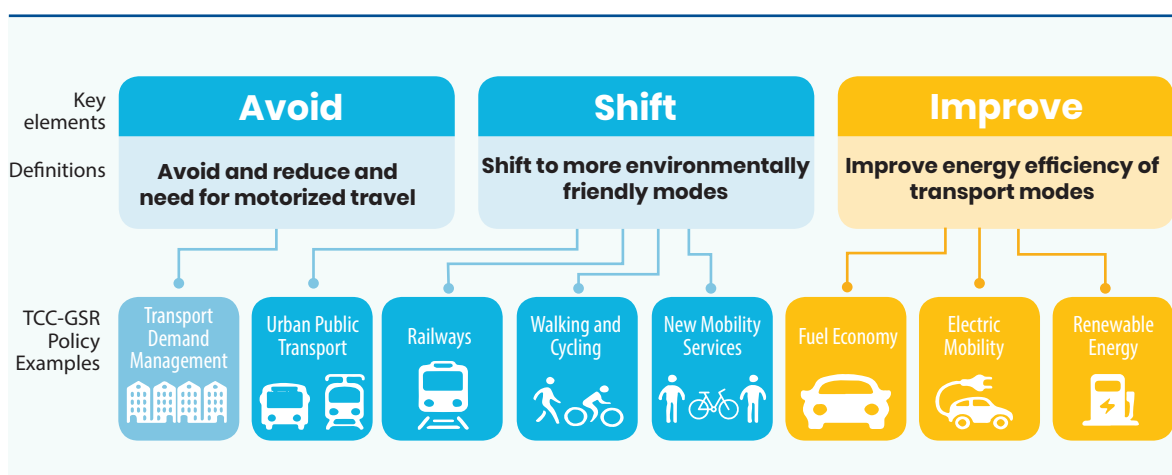 Key
elements
Avoid
Shift
Improve
Definitions
Avoid and reduce and
need for motorized travel
Shift to more environmentally
friendly modes
Improve energy efficiency of
transport modes
TCC-GSR
Policy
Examples
Transport
Demand
Management
Urban Public
Transport
Railways
Walking and
Cycling
New Mobility
Services
Fuel Economy
Electric
Mobility
Renewable
Energy